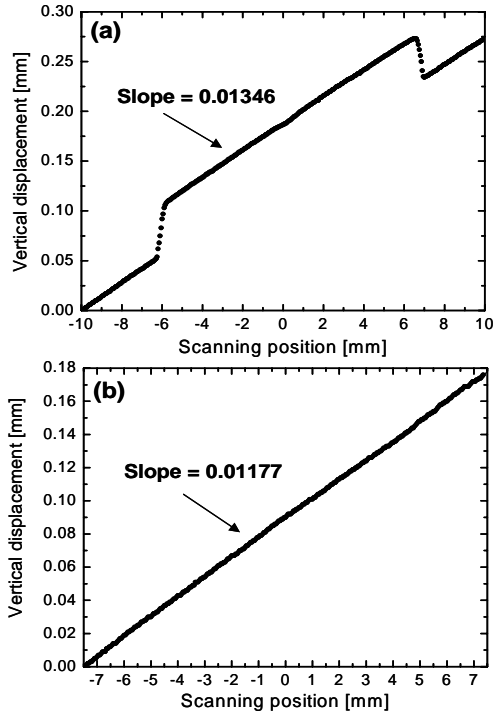 (a)
0.30
0.25
0.20
0.15
0.10
0.05
0.00
Vertical displacement [mm]
Slope = 0.01346
-10 -8 -6 -4 -2 0 2 4 6 8 10
Scanning position [mm]
(b)
0.18
0.16
0.14
0.12
0.10
0.08
0.06
0.04
0.02
0.00
Vertical displacement [mm]
Slope = 0.01177
-7 -6 -5 -4 -3 -2 -1 0 1 2 3 4 5 6 7
Scanning position [mm]